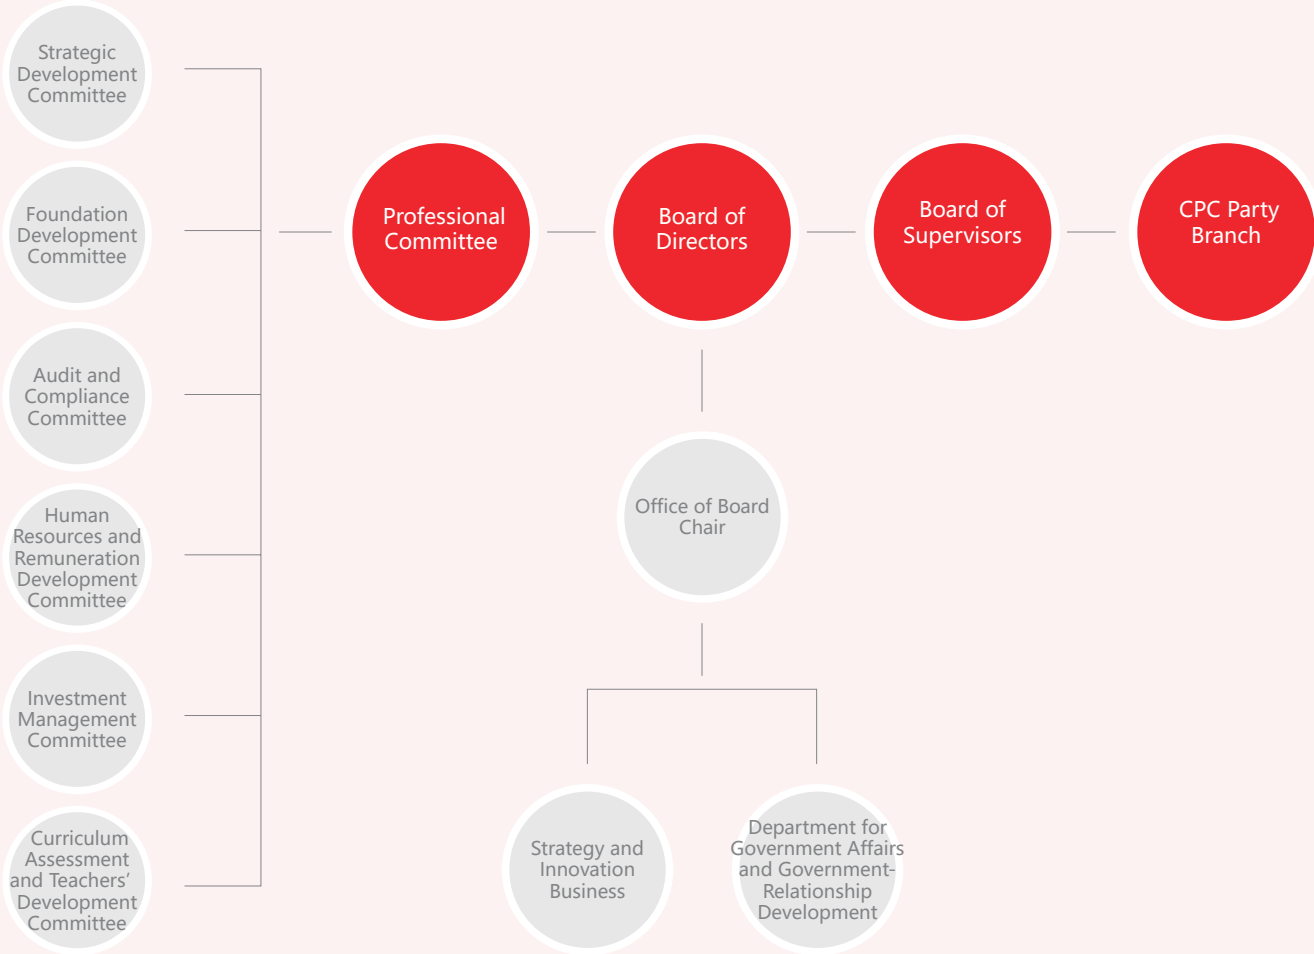 Strategic
Development
Committee
Foundation
Development
Committee
Audit and
Compliance
Committee
Human
Resources and
Remuneration
Development
Committee
Investment
Management
Committee
Curriculum
Assessment
and Teachers’
Development
Committee
Professional
Committee
Board of
Directors
Board of
Supervisors
CPC Party
Branch
Office of Board
Chair
Strategy and
Innovation
Business
Department for
Government Affairs
and Government-
Relationship
Development